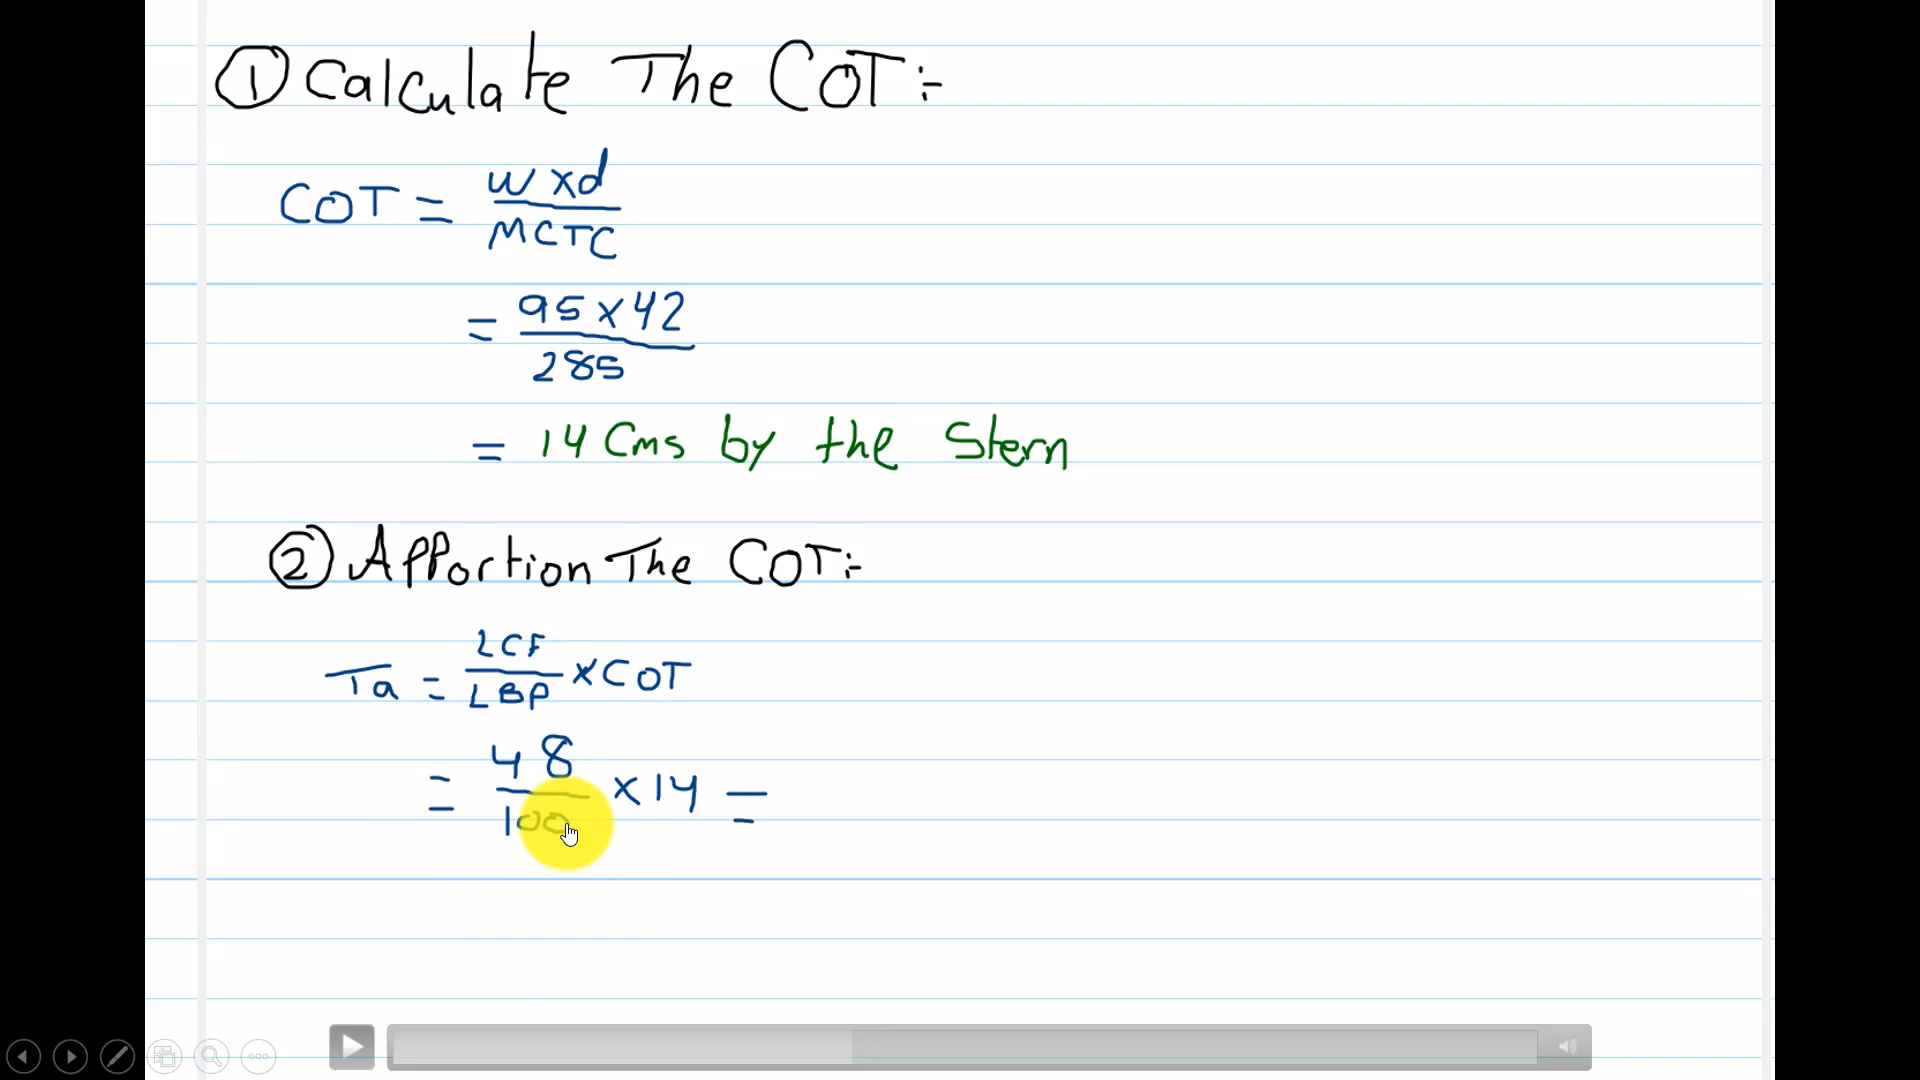 ① Calculate The COT:-
COT = w x d / MCTC
= 95 x 42 / 285
= 14 Cms by the Stern
② Apportion The COT:-
Ta = LCF / LBP x COT
= 48 / 100 x 14 =